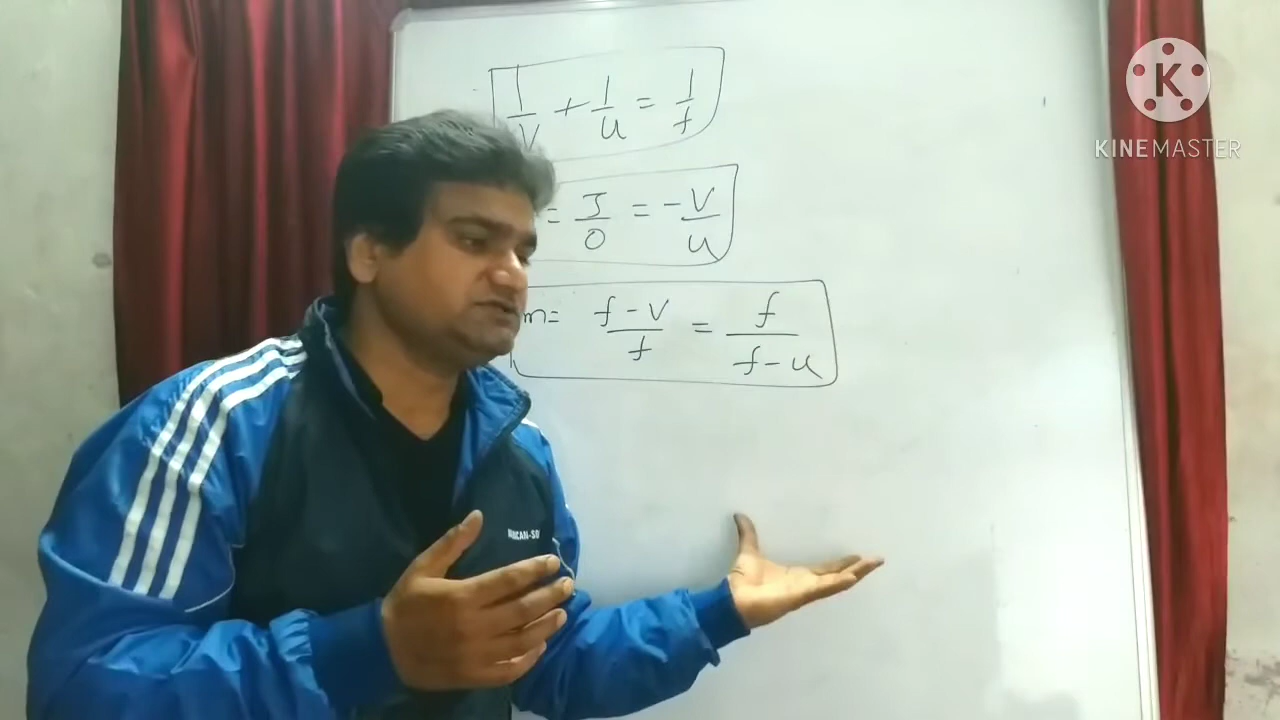 1/v + 1/u = 1/f
= I/O = -v/u
m= f-v/f = f/f-u
KINEMASTER
K